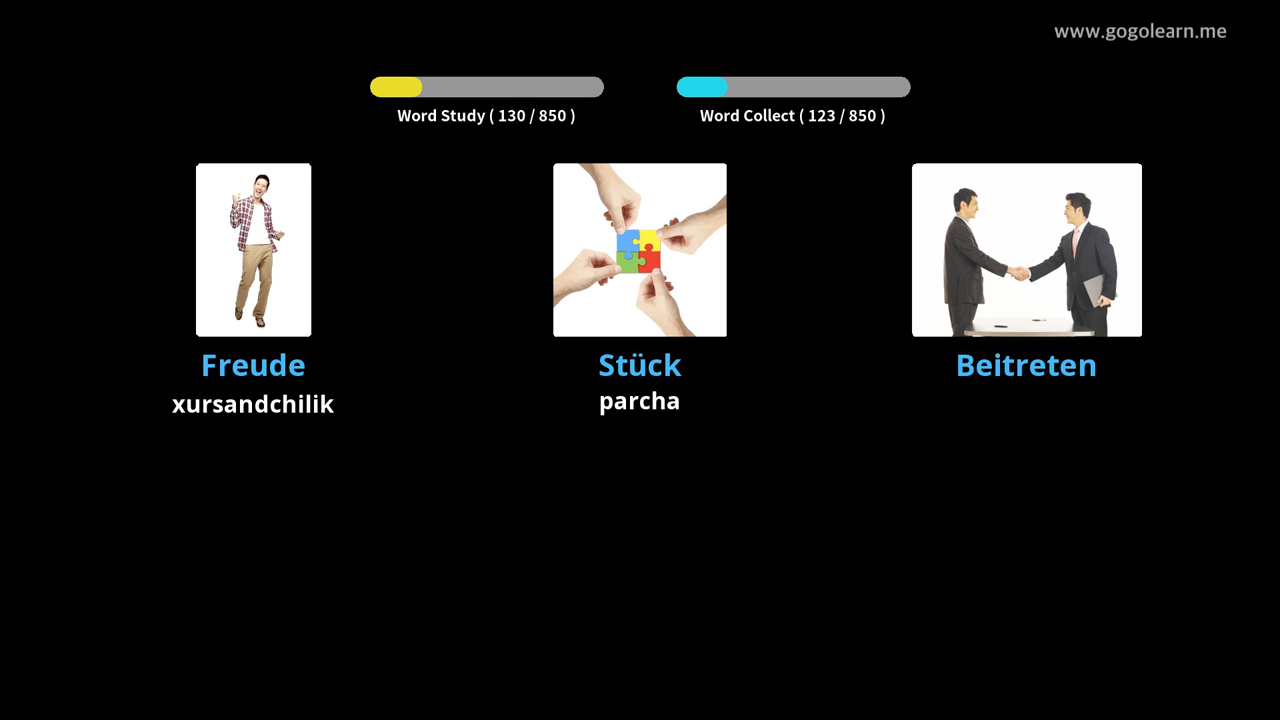 www.gogolearn.me
Word Study ( 130 / 850 )
Word Collect ( 123 / 850 )
Freude
xursandchilik
Stück
parcha
Beitreten